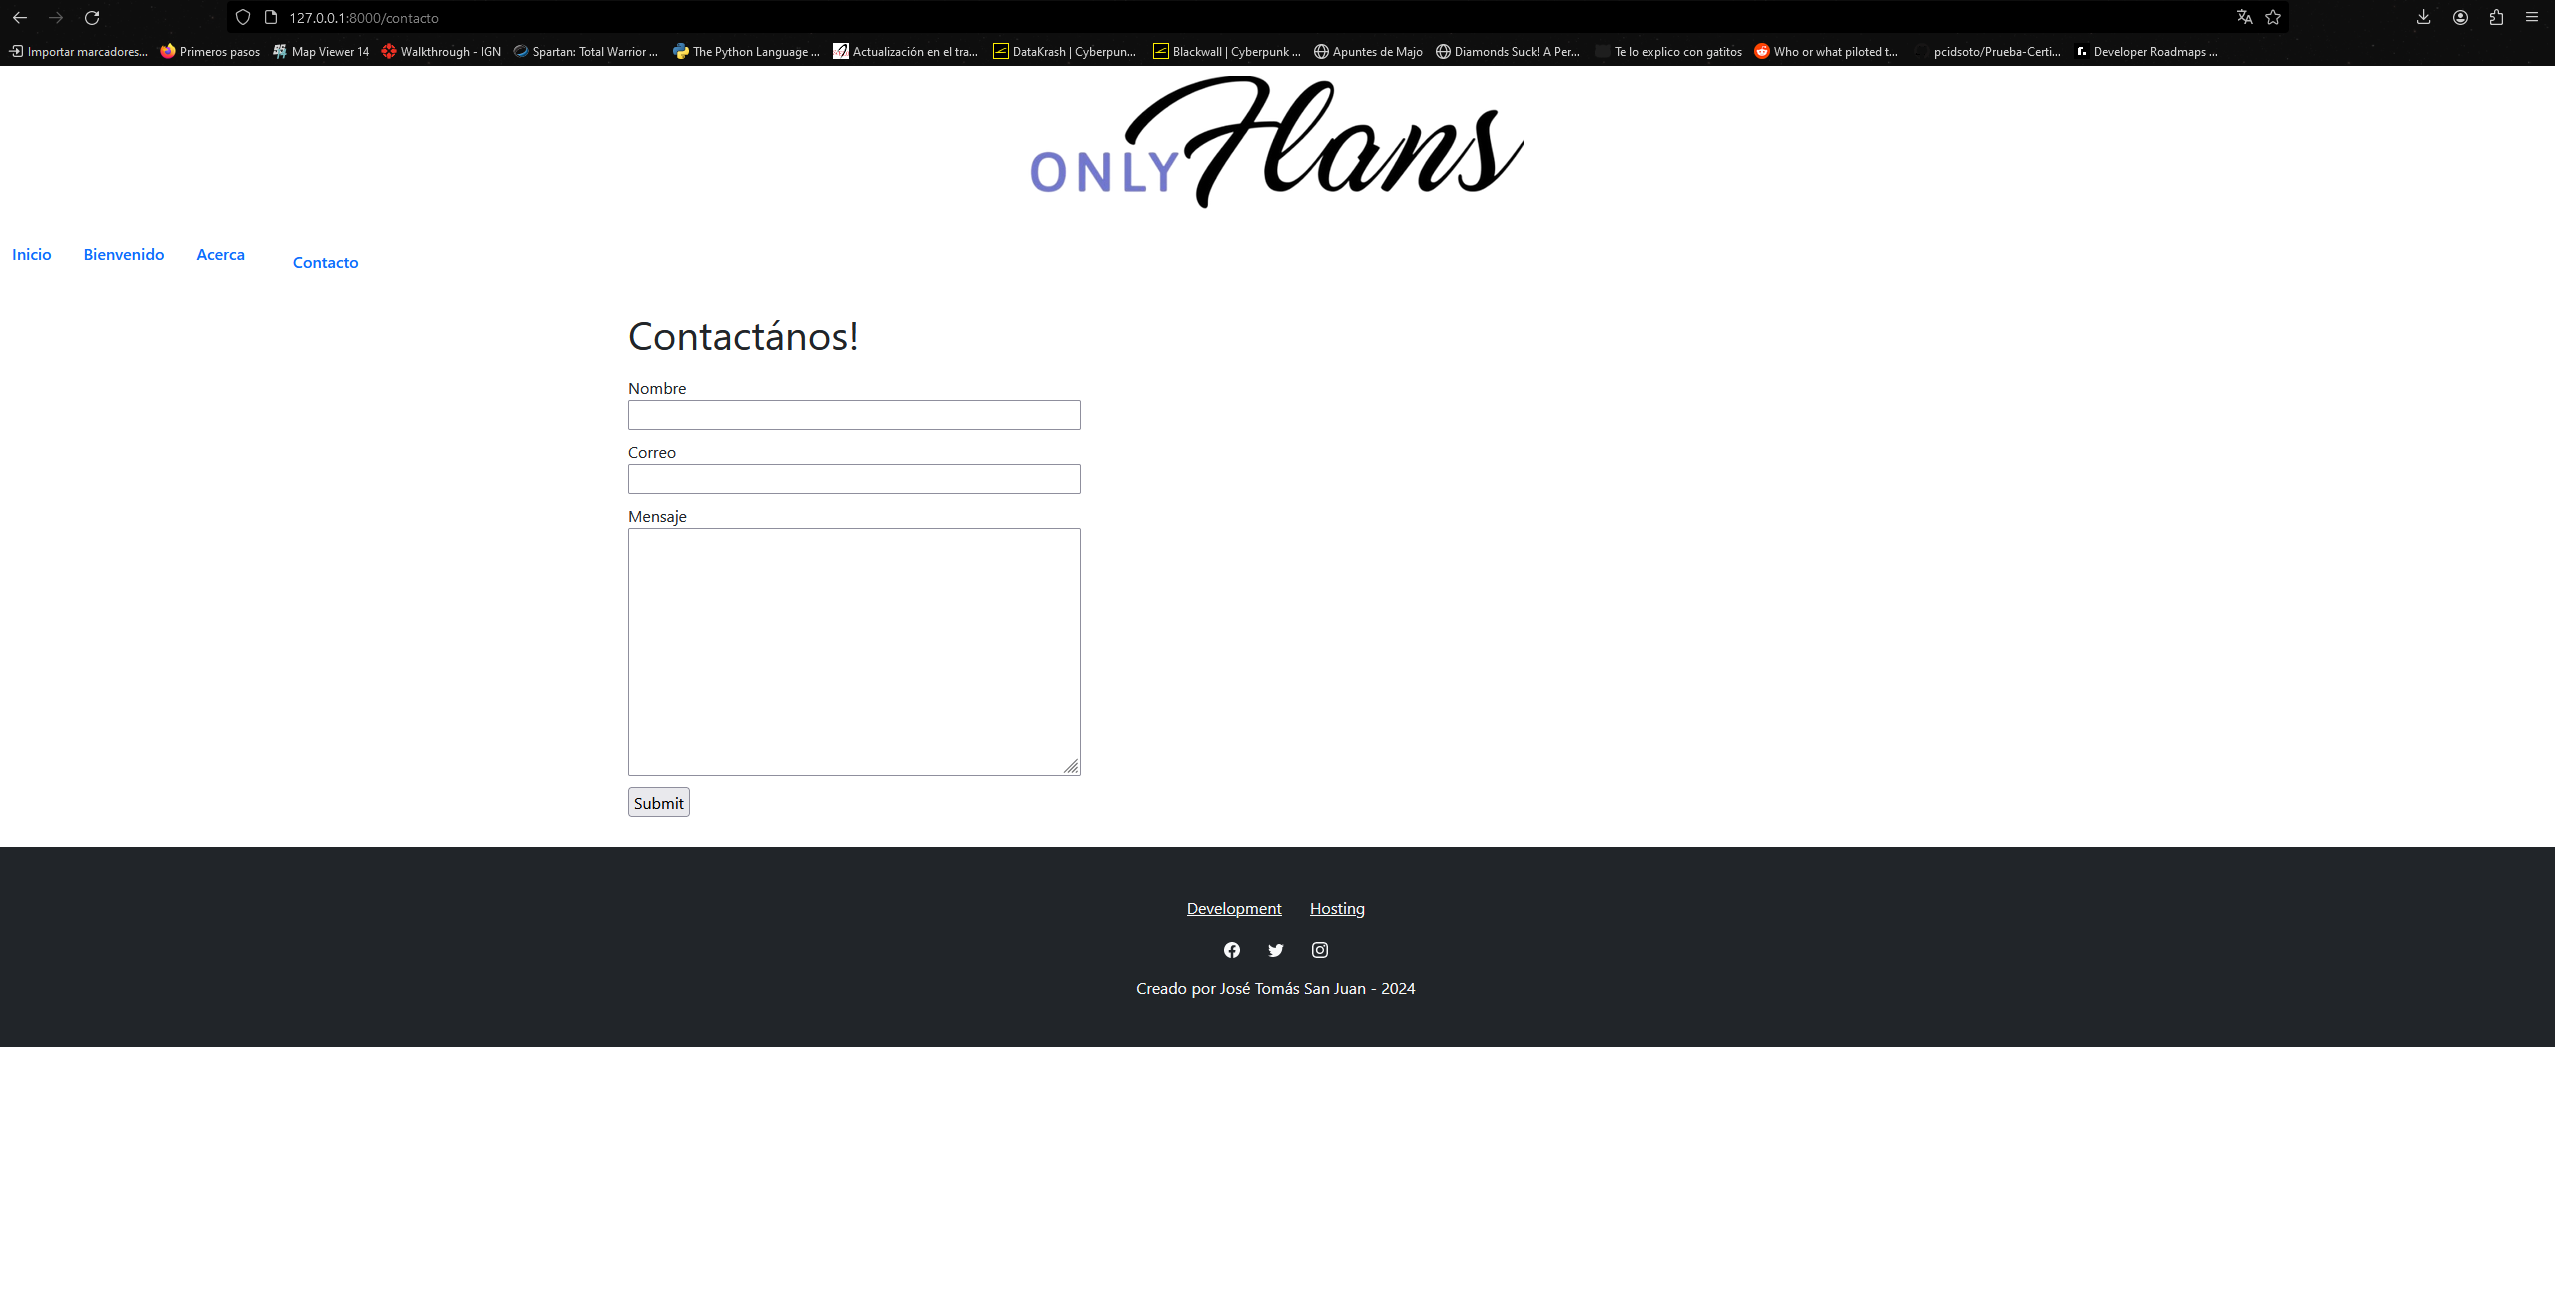 127.0.0.1:8000/contacto
Importar marcadores... Primeros pasos Map Viewer 14 Walkthrough - IGN Spartan: Total Warrior ... The Python Language ... Actualización en el tra... DataKrash | Cyberpun... Blackwall | Cyberpunk ... Apuntes de Majo Diamonds Suck! A Per... Te lo explico con gatitos Who or what piloted t... pcidsoto/Prueba-Certi... Developer Roadmaps ...
ONLY Flans
Inicio Bienvenido Acerca Contacto
Contactános!
Nombre
Correo
Mensaje
Submit
Development Hosting
Creado por José Tomás San Juan - 2024